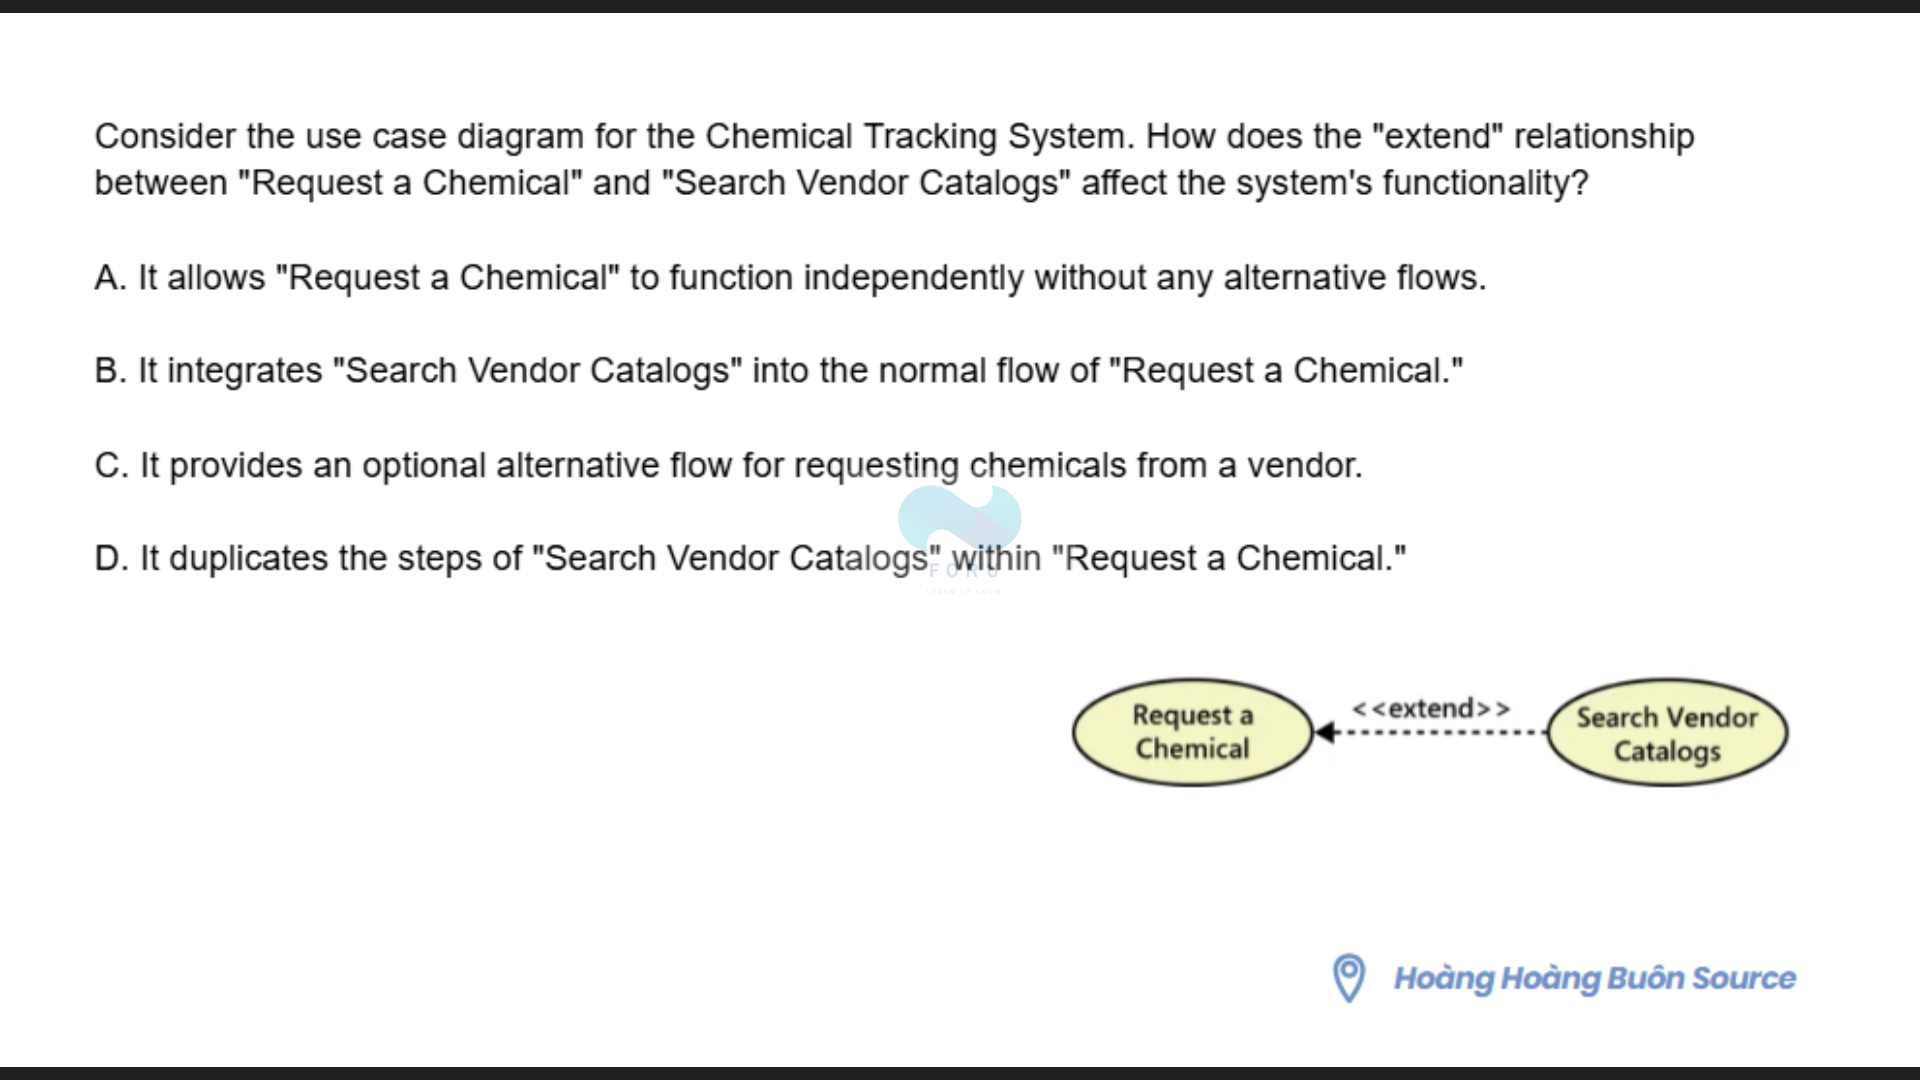 Consider the use case diagram for the Chemical Tracking System. How does the "extend" relationship
between "Request a Chemical" and "Search Vendor Catalogs" affect the system's functionality?
A. It allows "Request a Chemical" to function independently without any alternative flows.
B. It integrates "Search Vendor Catalogs" into the normal flow of "Request a Chemical."
C. It provides an optional alternative flow for requesting chemicals from a vendor.
D. It duplicates the steps of "Search Vendor Catalogs" within "Request a Chemical."
FORU
LEARN TO KNOW
Request a
Chemical
<<extend>>
Search Vendor
Catalogs
Hoàng Hoàng Buôn Source